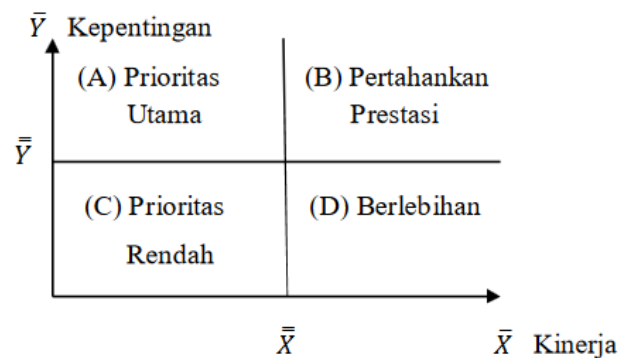 Ȳ Kepentingan
(A) Prioritas
Utama
(B) Pertahankan
Prestasi
Y̿
(C) Prioritas
Rendah
(D) Berlebihan
X̿
X̄ Kinerja